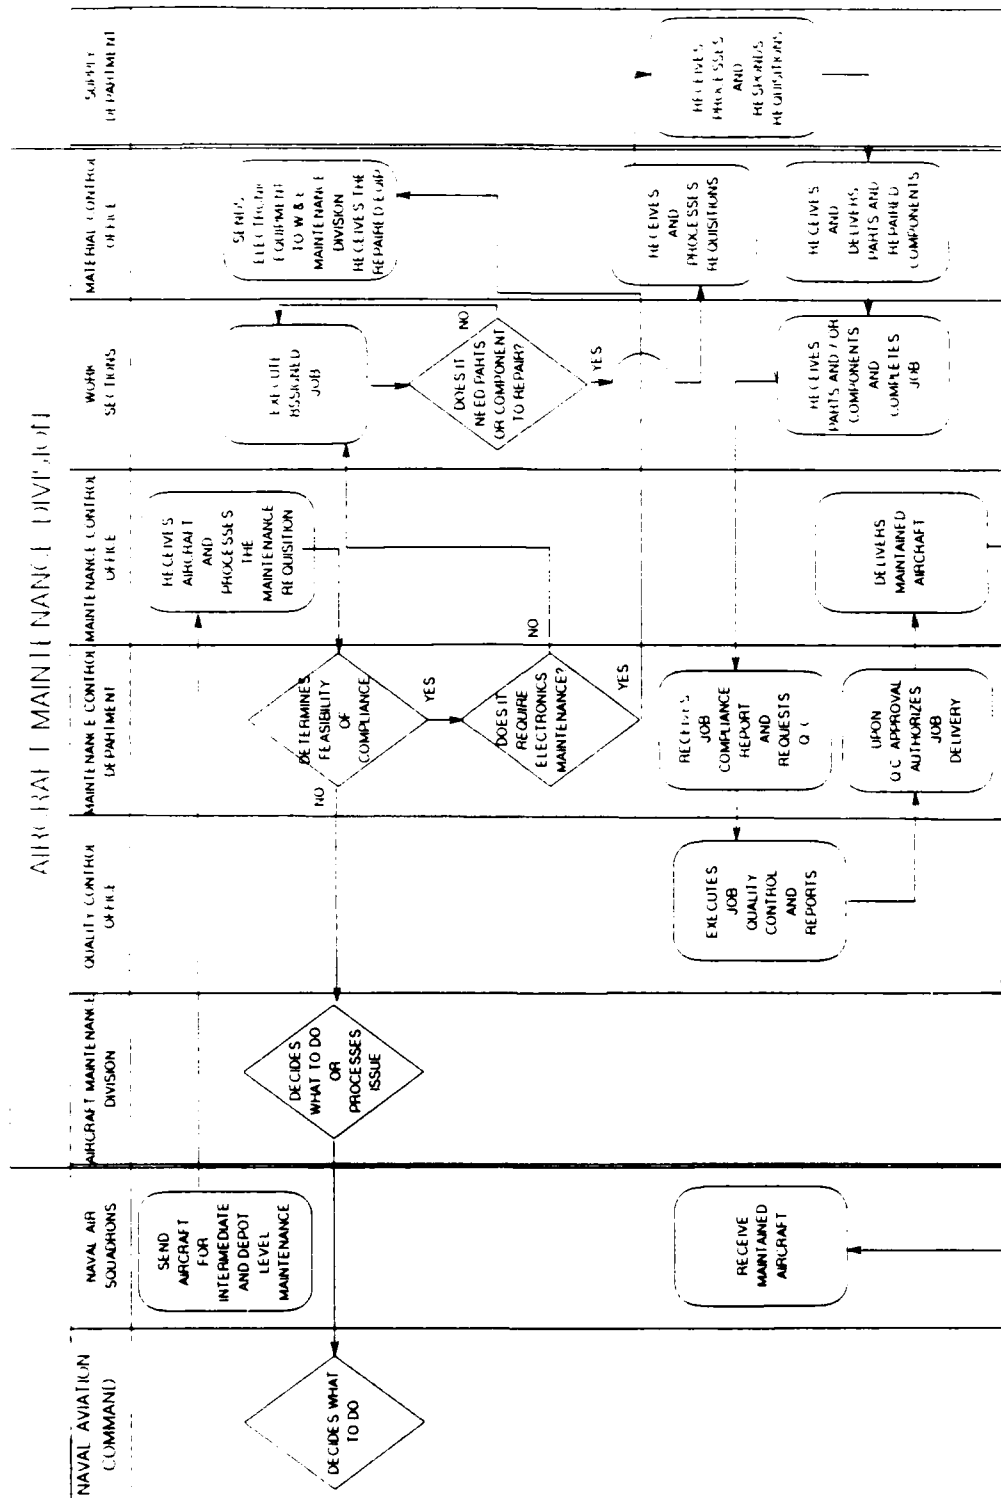 AIRCRAFT MAINTENANCE DIVISION
NAVAL AVIATION
COMMAND
NAVAL AIR
SQUADRONS
AIRCRAFT MAINTENANCE
DIVISION
QUALITY CONTROL
OFFICE
MAINTENANCE CONTROL
DEPARTMENT
MAINTENANCE CONTROL
OFFICE
WORK
SECTIONS
MATERIAL CONTROL
OFFICE
SUPPLY
DEPARTMENT
SEND
AIRCRAFT
FOR
INTERMEDIATE
AND DEPOT
LEVEL
MAINTENANCE
RECEIVES
AIRCRAFT
AND
PROCESSES
THE
MAINTENANCE
REQUISITION
DECIDES WHAT
TO DO
DECIDES
WHAT TO DO
OR
PROCESSES
ISSUE
NO
DETERMINES
FEASIBILITY
OF
COMPLIANCE
YES
EXECUTE
ASSIGNED
JOB
SENDS
ELECTRONIC
EQUIPMENT
TO W & E
MAINTENANCE
DIVISION
RECEIVES THE
REPAIRED EQIP
DOES IT
REQUIRE
ELECTRONICS
MAINTENANCE?
NO
YES
DOES IT
NEED PARTS
OR COMPONENT
TO REPAIR?
NO
YES
RECEIVES
AND
PROCESSES
REQUISITIONS
RECEIVES
PROCESSES
AND
RESPONDS
REQUISITIONS
RECEIVE
MAINTAINED
AIRCRAFT
EXECUTES
JOB
QUALITY
CONTROL
AND
REPORTS
RECEIVES
JOB
COMPLIANCE
REPORT
AND
REQUESTS
Q C
RECEIVES
PARTS AND / OR
COMPONENTS
AND
COMPLETES
JOB
RECEIVES
AND
DELIVERS
PARTS AND
REPAIRED
COMPONENTS
UPON
Q C APPROVAL
AUTHORIZES
JOB
DELIVERY
DELIVERS
MAINTAINED
AIRCRAFT